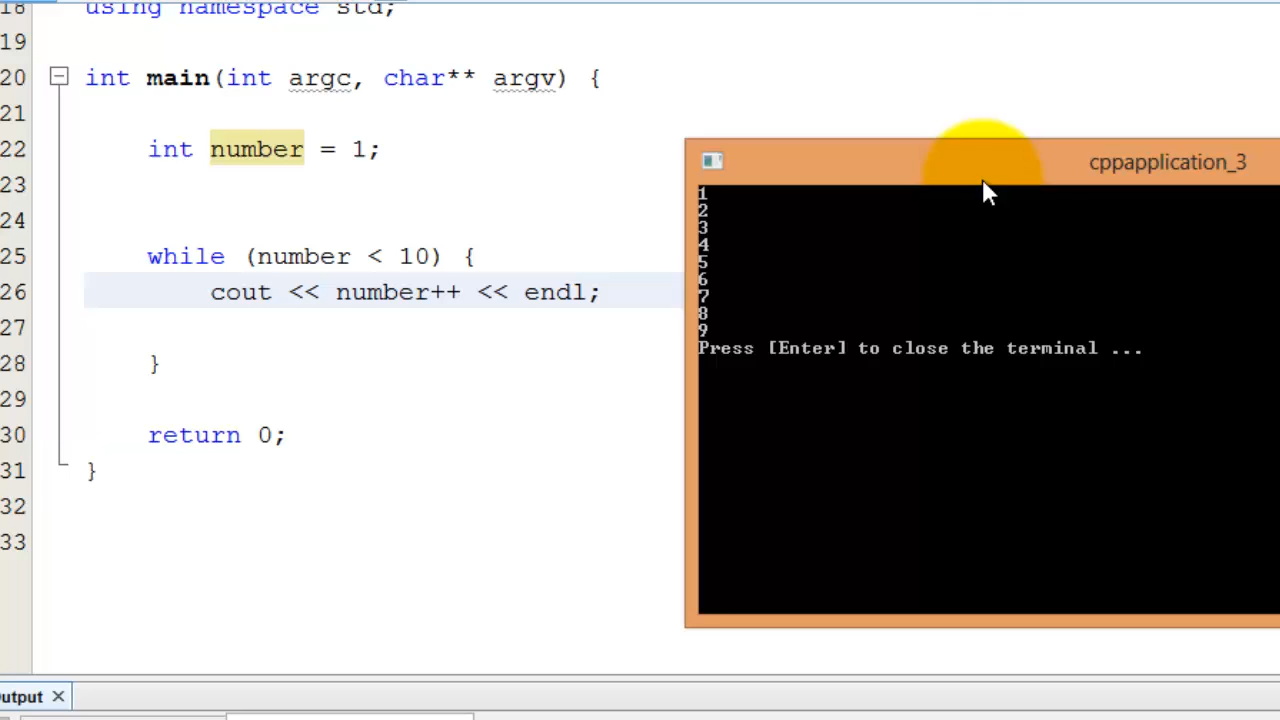 18 using namespace std;
19
20 int main(int argc, char** argv) {
21
22 int number = 1;
23
24
25 while (number < 10) {
26 cout << number++ << endl;
27
28 }
29
30 return 0;
31 }
32
33
cppapplication_3
1
2
3
4
5
6
7
8
9
Press [Enter] to close the terminal ...
utput ×